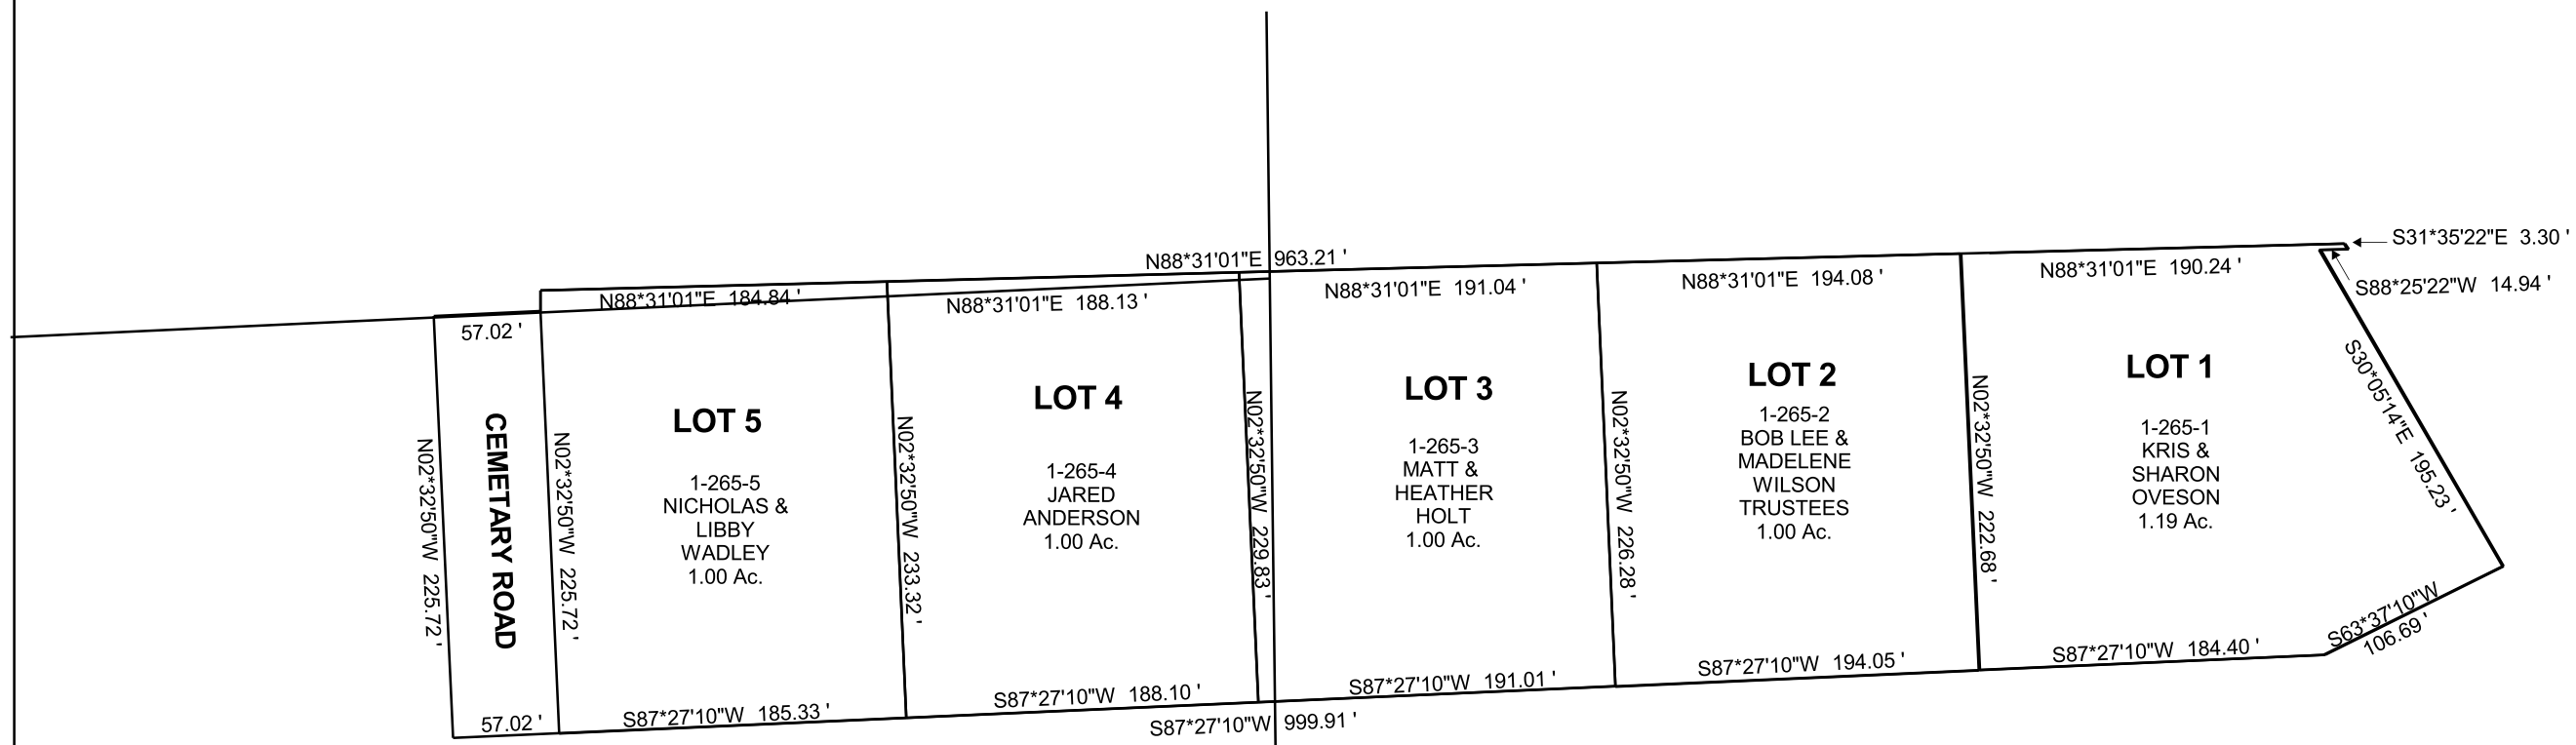 S31*35'22"E 3.30 '
N88*31'01"E 963.21 '
N88*31'01"E 190.24 '
N88*31'01"E 194.08 '
N88*31'01"E 191.04 '
S88*25'22"W 14.94 '
N88*31'01"E 184.84 '
N88*31'01"E 188.13 '
57.02 '
N02*32'50"W 225.72 '
CEMETARY ROAD
N02*32'50"W 225.72 '
LOT 5
1-265-5
NICHOLAS &
LIBBY
WADLEY
1.00 Ac.
N02*32'50"W 233.32 '
LOT 4
1-265-4
JARED
ANDERSON
1.00 Ac.
N02*32'50"W 229.83 '
LOT 3
1-265-3
MATT &
HEATHER
HOLT
1.00 Ac.
N02*32'50"W 226.28 '
LOT 2
1-265-2
BOB LEE &
MADELENE
WILSON
TRUSTEES
1.00 Ac.
N02*32'50"W 222.68 '
LOT 1
1-265-1
KRIS &
SHARON
OVESON
1.19 Ac.
S30*05'14"E 195.23 '
S63*37'10"W
106.69'
57.02 '
S87*27'10"W 185.33 '
S87*27'10"W 188.10 '
S87*27'10"W 191.01 '
S87*27'10"W 194.05 '
S87*27'10"W 184.40 '
S87*27'10"W 999.91 '